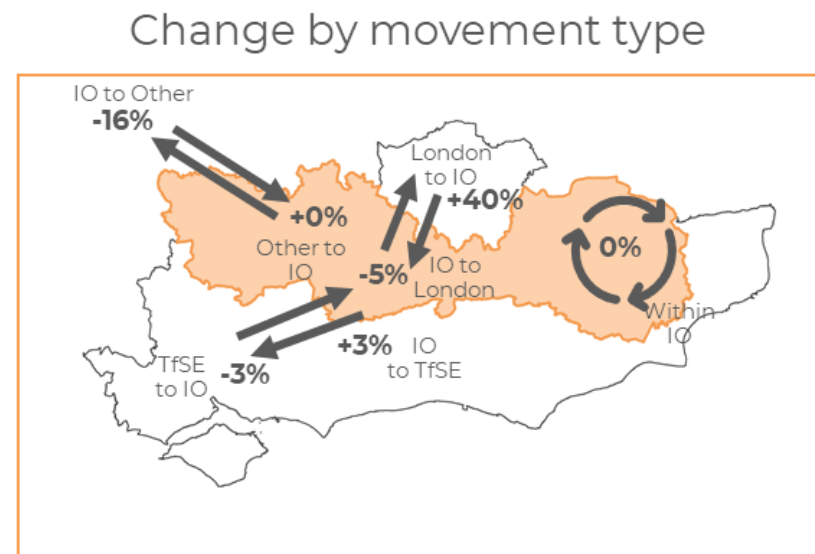 Change by movement type
IO to Other
-16%
London
to IO
+40%
+0%
Other to
IO
-5%
IO to
London
0%
Within
IO
+3%
IO
to TfSE
TfSE
to IO
-3%